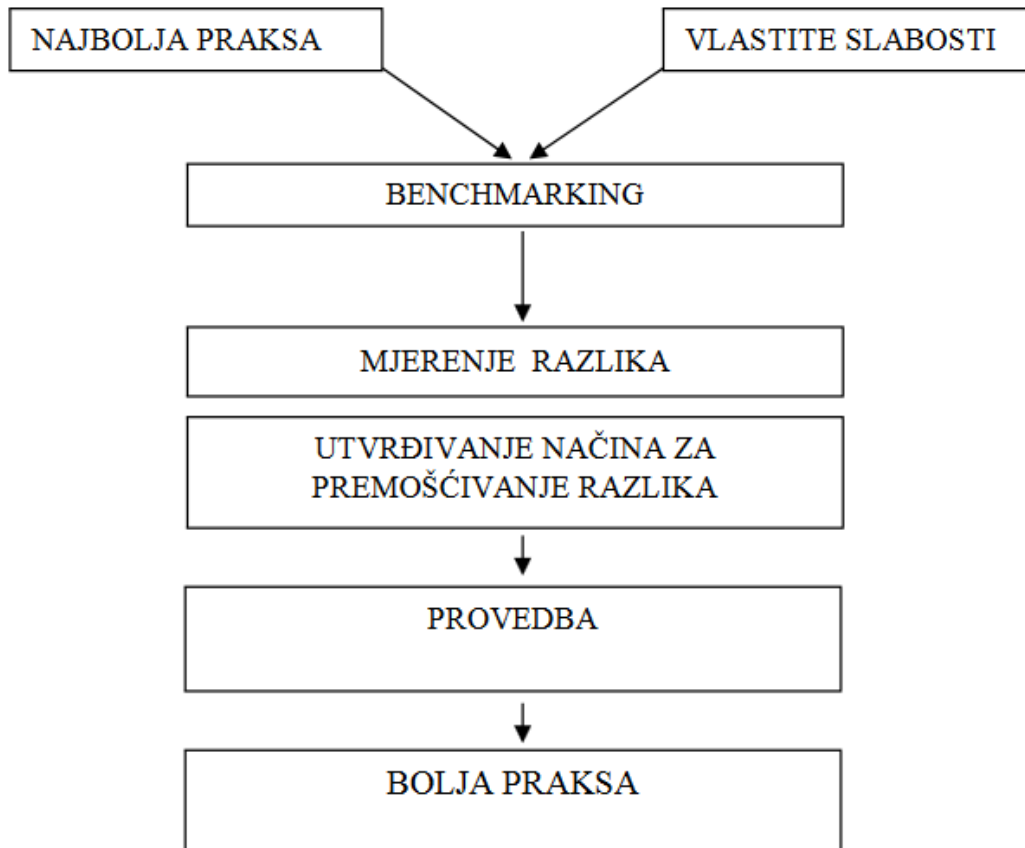 NAJBOLJA PRAKSA
VLASTITE SLABOSTI
BENCHMARKING
MJERENJE RAZLIKA
UTVRĐIVANJE NAČINA ZA
PREMOŠĆIVANJE RAZLIKA
PROVEDBA
BOLJA PRAKSA